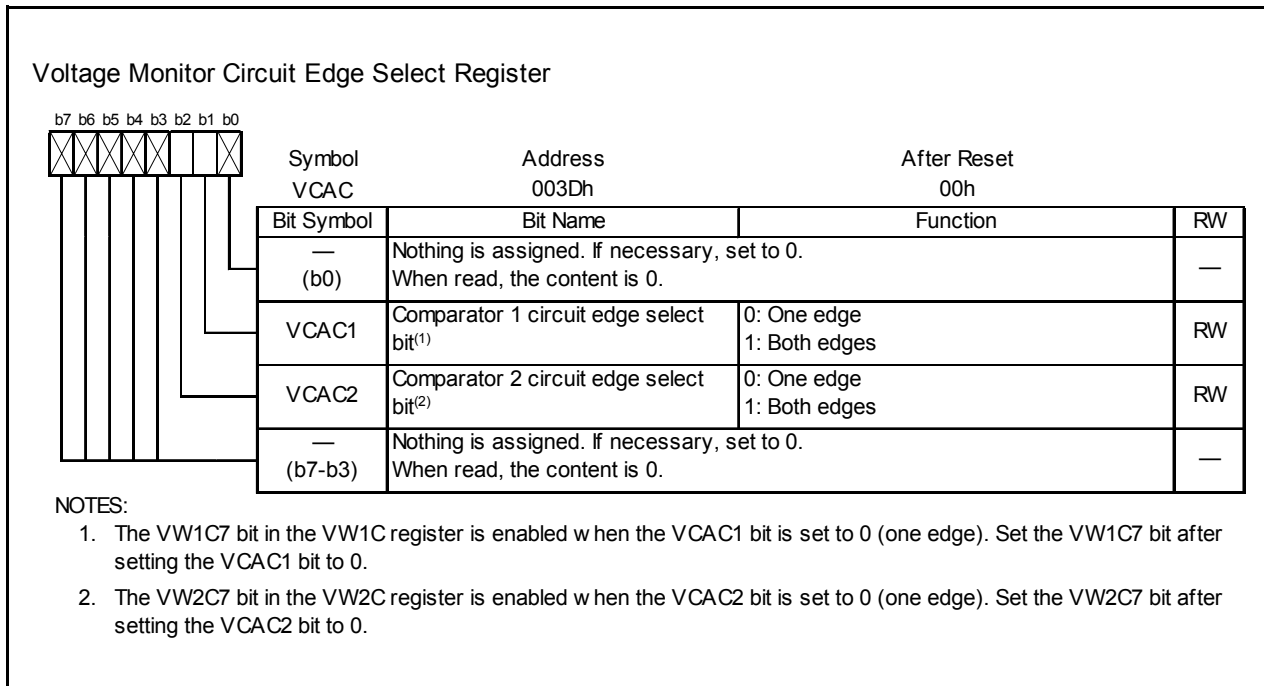 Voltage Monitor Circuit Edge Select Register
b7 b6 b5 b4 b3 b2 b1 b0
Symbol Address After Reset
VCAC 003Dh 00h
Bit Symbol Bit Name Function RW
— (b0) Nothing is assigned. If necessary, set to 0.
When read, the content is 0. —
VCAC1 Comparator 1 circuit edge select 0: One edge RW
bit(1) 1: Both edges
VCAC2 Comparator 2 circuit edge select 0: One edge RW
bit(2) 1: Both edges
— (b7-b3) Nothing is assigned. If necessary, set to 0.
When read, the content is 0. —
NOTES:
1. The VW1C7 bit in the VW1C register is enabled w hen the VCAC1 bit is set to 0 (one edge). Set the VW1C7 bit after
setting the VCAC1 bit to 0.
2. The VW2C7 bit in the VW2C register is enabled w hen the VCAC2 bit is set to 0 (one edge). Set the VW2C7 bit after
setting the VCAC2 bit to 0.